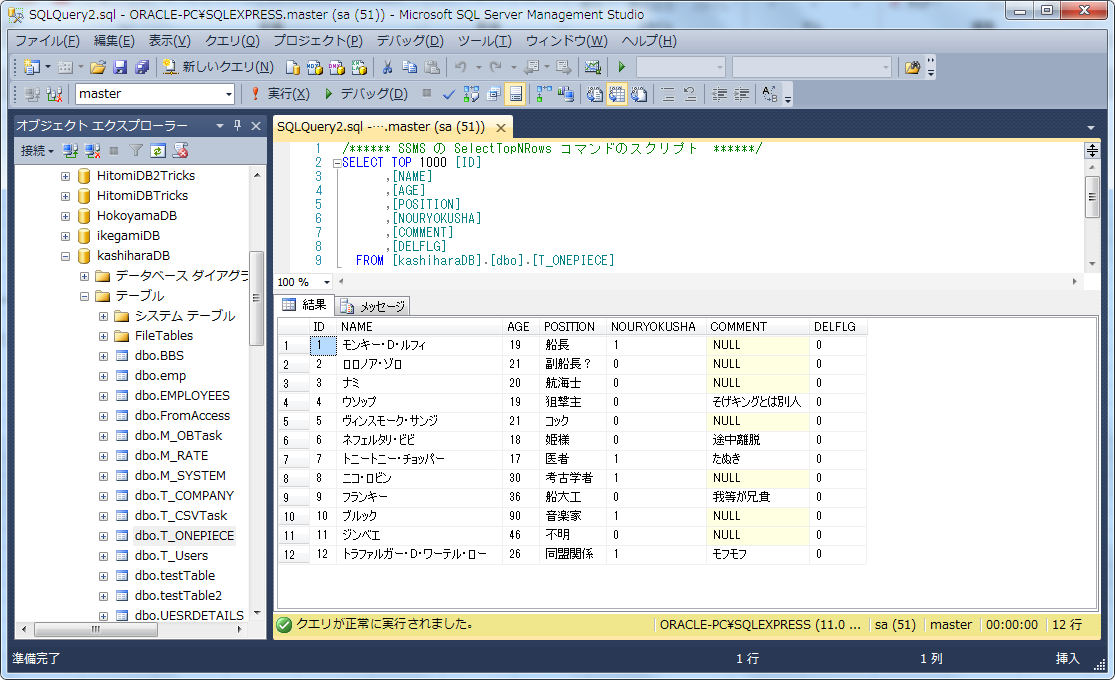 SQLQuery2.sql - ORACLE-PC¥SQLEXPRESS.master (sa (51)) - Microsoft SQL Server Management Studio
ファイル(F) 編集(E) 表示(V) クエリ(Q) プロジェクト(P) デバッグ(D) ツール(T) ウィンドウ(W) ヘルプ(H)
新しいクエリ(N)
master 実行(X) デバッグ(D)
オブジェクト エクスプローラー
接続
HitomiDB2Tricks
HitomiDBTricks
HokoyamaDB
ikegamiDB
kashiharaDB
データベース ダイアグラ
テーブル
システム テーブル
FileTables
dbo.BBS
dbo.emp
dbo.EMPLOYEES
dbo.FromAccess
dbo.M_OBTask
dbo.M_RATE
dbo.M_SYSTEM
dbo.T_COMPANY
dbo.T_CSVTask
dbo.T_ONEPIECE
dbo.T_Users
dbo.testTable
dbo.testTable2
dbo.UESRDETAILS
SQLQuery2.sql -....master (sa (51))
1 /****** SSMS の SelectTopNRows コマンドのスクリプト ******/
2 SELECT TOP 1000 [ID]
3 ,[NAME]
4 ,[AGE]
5 ,[POSITION]
6 ,[NOURYOKUSHA]
7 ,[COMMENT]
8 ,[DELFLG]
9 FROM [kashiharaDB].[dbo].[T_ONEPIECE]
100 %
結果 メッセージ
ID NAME AGE POSITION NOURYOKUSHA COMMENT DELFLG
1 1 モンキー・D・ルフィ 19 船長 1 NULL 0
2 2 ロロノア・ゾロ 21 副船長？ 0 NULL 0
3 3 ナミ 20 航海士 0 NULL 0
4 4 ウソップ 19 狙撃主 0 そげキングとは別人 0
5 5 ヴィンスモーク・サンジ 21 コック 0 NULL 0
6 6 ネフェルタリ・ビビ 18 姫様 0 途中離脱 0
7 7 トニートニー・チョッパー 17 医者 1 たぬき 0
8 8 ニコ・ロビン 30 考古学者 1 NULL 0
9 9 フランキー 36 船大工 0 我等が兄貴 0
10 10 ブルック 90 音楽家 1 NULL 0
11 11 ジンベエ 46 不明 0 NULL 0
12 12 トラファルガー・D・ワーテル・ロー 26 同盟関係 1 モフモフ 0
クエリが正常に実行されました。 ORACLE-PC¥SQLEXPRESS (11.0 ... sa (51) master 00:00:00 12 行
準備完了 1 行 1 列 挿入